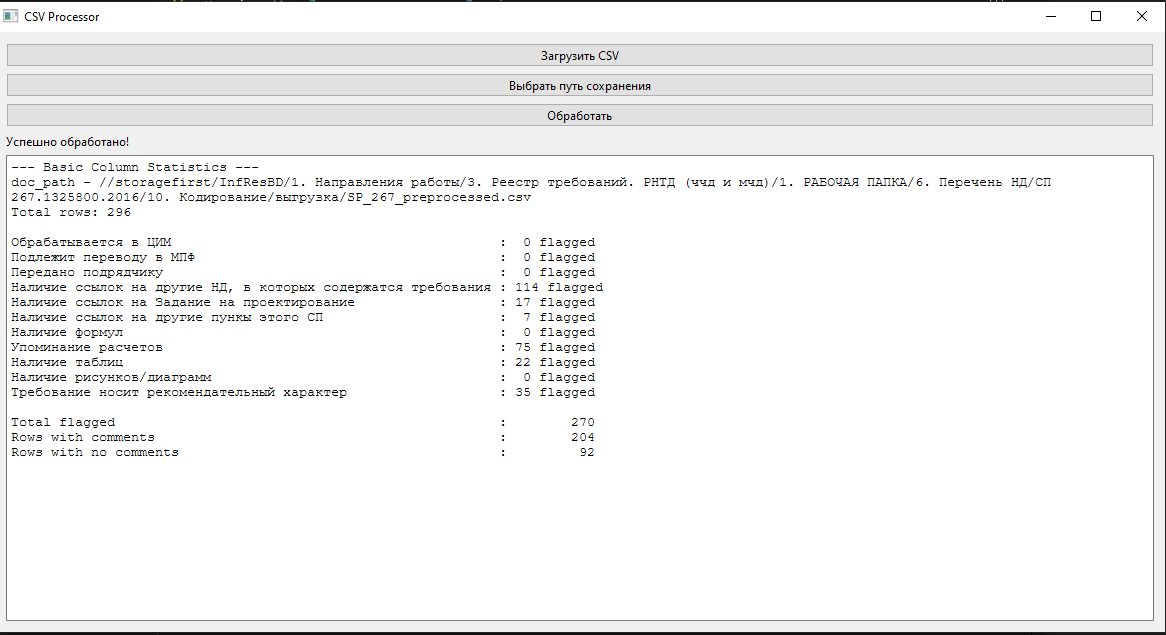 CSV Processor
Загрузить CSV
Выбрать путь сохранения
Обработать
Успешно обработано!
--- Basic Column Statistics ---
doc_path - //storagefirst/InfResBD/1. Направления работы/3. Реестр требований. РНТД (ччд и мчд)/1. РАБОЧАЯ ПАПКА/6. Перечень НД/СП
267.1325800.2016/10. Кодирование/выгрузка/SP_267_preprocessed.csv
Total rows: 296
Обрабатывается в ЦИМ : 0 flagged
Подлежит переводу в МПФ : 0 flagged
Передано подрядчику : 0 flagged
Наличие ссылок на другие НД, в которых содержатся требования : 114 flagged
Наличие ссылок на Задание на проектирование : 17 flagged
Наличие ссылок на другие пункы этого СП : 7 flagged
Наличие формул : 0 flagged
Упоминание расчетов : 75 flagged
Наличие таблиц : 22 flagged
Наличие рисунков/диаграмм : 0 flagged
Требование носит рекомендательный характер : 35 flagged
Total flagged : 270
Rows with comments : 204
Rows with no comments : 92